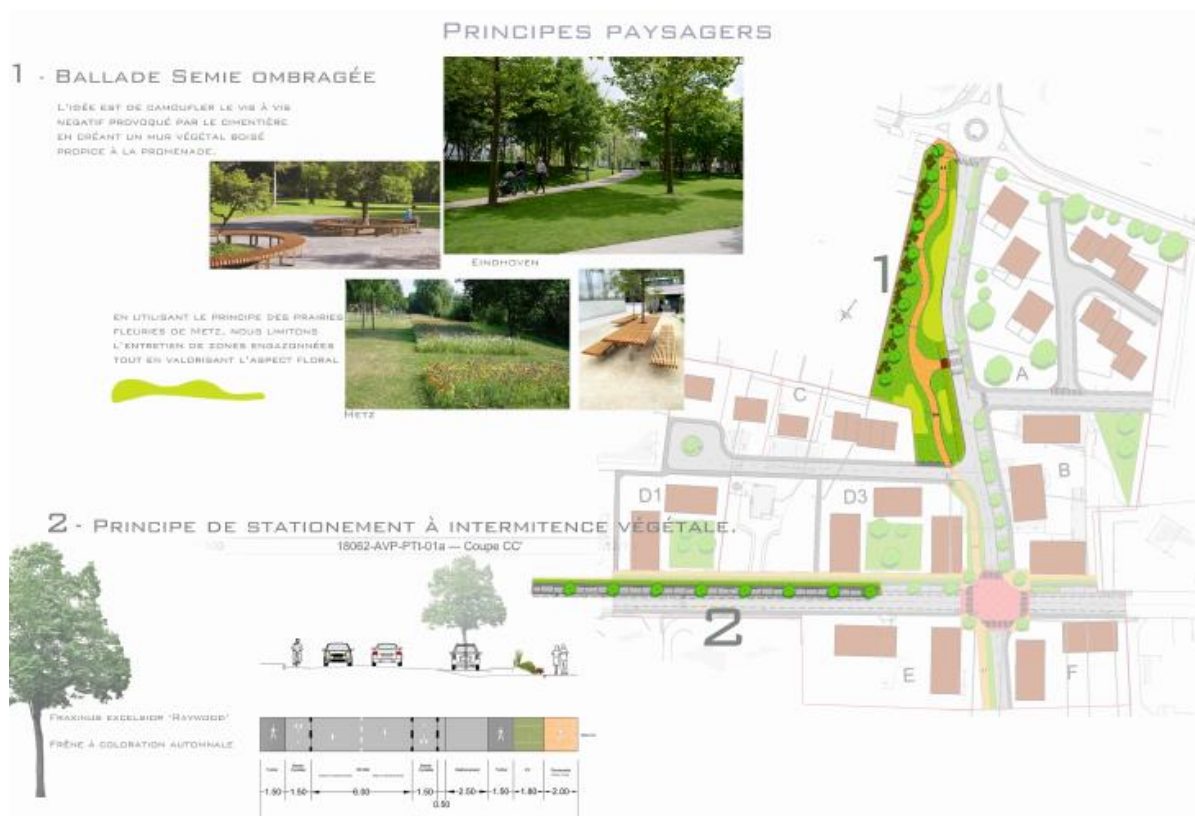 PRINCIPES PAYSAGERS
1 - BALLADE SEMIE OMBRAGÉE
L'IDÉE EST DE CAMOUFLER LE VIS À VIS
NEGATIF PROVOQUÉ PAR LE CIMENTIÈRE
EN CRÉANT UN MUR VÉGÉTAL BOISÉ
PROPICE À LA PROMENADE.
EINDHOVEN
EN UTILISANT LE PRINCIPE DES PRAIRIES
FLEURIES DE METZ, NOUS LIMITONS
L'ENTRETIEN DE ZONES ENGAZONNÉES
TOUT EN VALORISANT L'ASPECT FLORAL
METZ
1
A
C
B
D1
D3
2 - PRINCIPE DE STATIONEMENT À INTERMITENCE VÉGÉTALE.
18062-AVP-PTI-01a — Coupe CC'
2
E
F
FRAXINUS EXCELSIOR 'RAYWOOD'
FRÊNE À COLORATION AUTOMNALE
1.50 1.50 6.00 1.50 2.50 1.50 1.80 2.00
0.50